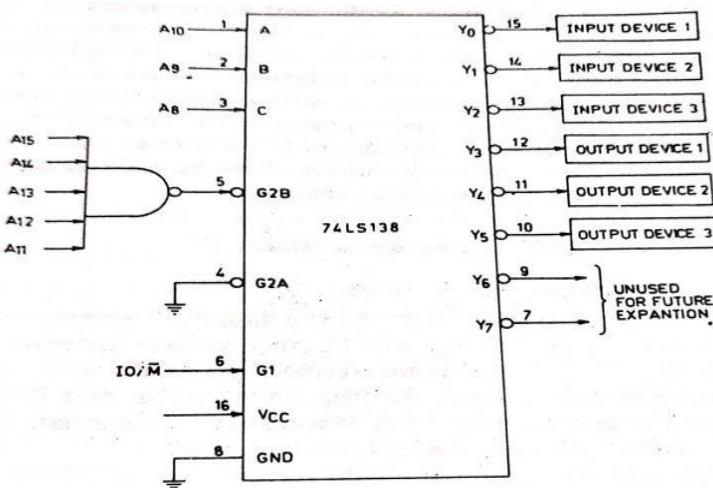 A10 1 A
A9 2 B
A8 3 C
A15
A14
A13
A12
A11
5 G2B
4 G2A
IO/M̅ 6 G1
16 VCC
8 GND
74LS138
Y0 15 INPUT DEVICE 1
Y1 14 INPUT DEVICE 2
Y2 13 INPUT DEVICE 3
Y3 12 OUTPUT DEVICE 1
Y4 11 OUTPUT DEVICE 2
Y5 10 OUTPUT DEVICE 3
Y6 9
Y7 7
UNUSED
FOR FUTURE
EXPANTION